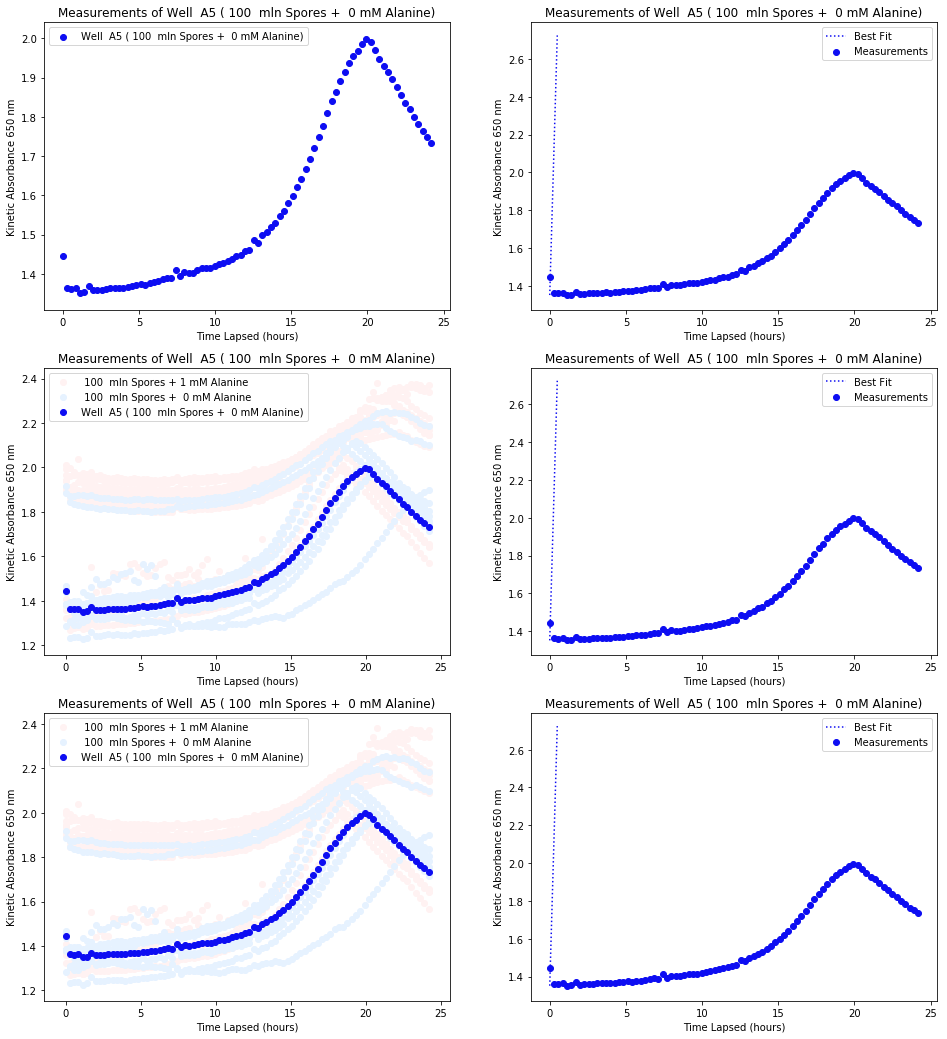 Measurements of Well  A5 ( 100  mln Spores +  0 mM Alanine)
Well  A5 ( 100  mln Spores +  0 mM Alanine)
2.0
1.9
1.8
1.7
1.6
1.5
1.4
Kinetic Absorbance 650 nm
0
5
10
15
20
25
Time Lapsed (hours)
Measurements of Well  A5 ( 100  mln Spores +  0 mM Alanine)
Best Fit
Measurements
2.6
2.4
2.2
2.0
1.8
1.6
1.4
Kinetic Absorbance 650 nm
0
5
10
15
20
25
Time Lapsed (hours)
Measurements of Well  A5 ( 100  mln Spores +  0 mM Alanine)
100  mln Spores + 1 mM Alanine
100  mln Spores +  0 mM Alanine
Well  A5 ( 100  mln Spores +  0 mM Alanine)
2.4
2.2
2.0
1.8
1.6
1.4
1.2
Kinetic Absorbance 650 nm
0
5
10
15
20
25
Time Lapsed (hours)
Measurements of Well  A5 ( 100  mln Spores +  0 mM Alanine)
Best Fit
Measurements
2.6
2.4
2.2
2.0
1.8
1.6
1.4
Kinetic Absorbance 650 nm
0
5
10
15
20
25
Time Lapsed (hours)
Measurements of Well  A5 ( 100  mln Spores +  0 mM Alanine)
100  mln Spores + 1 mM Alanine
100  mln Spores +  0 mM Alanine
Well  A5 ( 100  mln Spores +  0 mM Alanine)
2.4
2.2
2.0
1.8
1.6
1.4
1.2
Kinetic Absorbance 650 nm
0
5
10
15
20
25
Time Lapsed (hours)
Measurements of Well  A5 ( 100  mln Spores +  0 mM Alanine)
Best Fit
Measurements
2.6
2.4
2.2
2.0
1.8
1.6
1.4
Kinetic Absorbance 650 nm
0
5
10
15
20
25
Time Lapsed (hours)